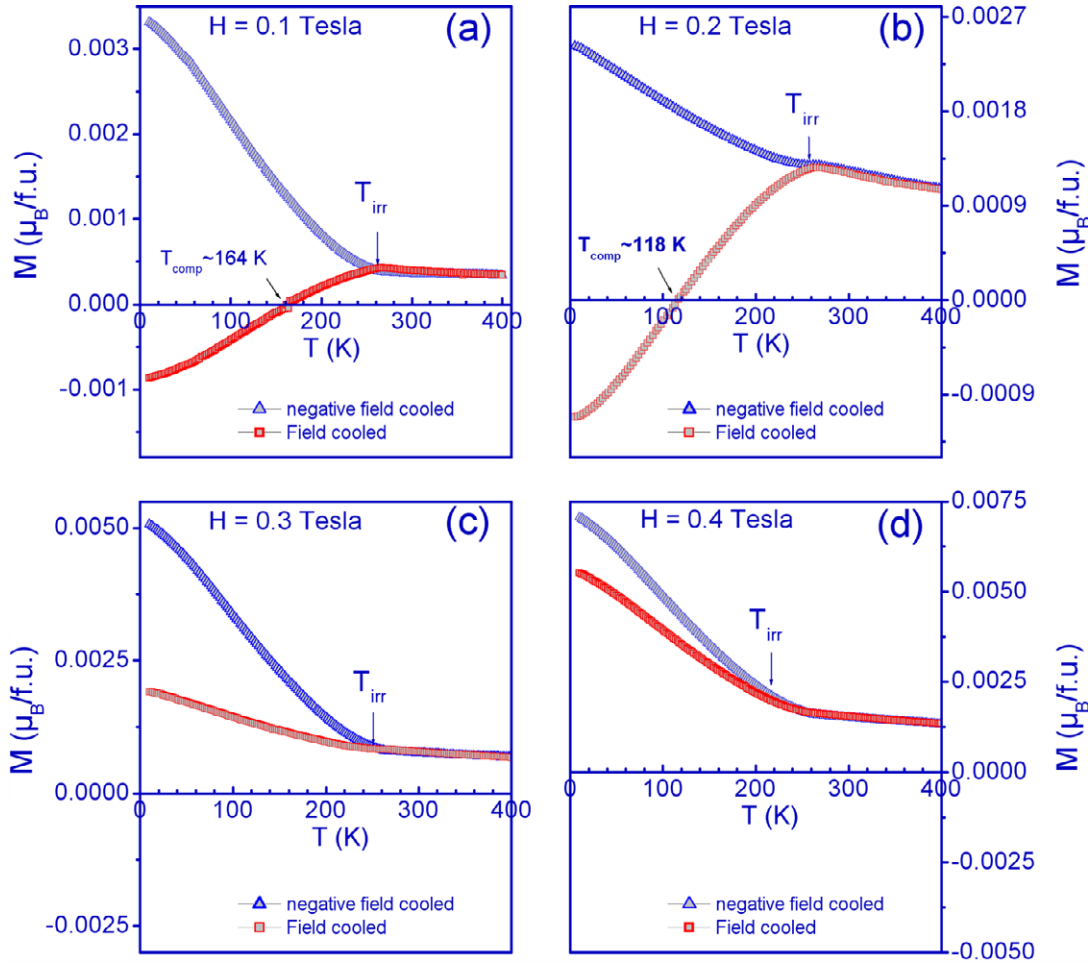 H = 0.1 Tesla
(a)
0.003
0.002
0.001
0.000
-0.001
M (μB/f.u.)
Tirr
Tcomp~164 K
0 100 200 300 400
T (K)
negative field cooled
Field cooled
H = 0.2 Tesla
(b)
0.0027
0.0018
0.0009
0.0000
-0.0009
M (μB/f.u.)
Tirr
Tcomp~118 K
0 100 200 300 400
T (K)
negative field cooled
Field cooled
H = 0.3 Tesla
(c)
0.0050
0.0025
0.0000
-0.0025
M (μB/f.u.)
Tirr
0 100 200 300 400
T (K)
negative field cooled
Field cooled
H = 0.4 Tesla
(d)
0.0075
0.0050
0.0025
0.0000
-0.0025
-0.0050
M (μB/f.u.)
Tirr
0 100 200 300 400
T (K)
negative field cooled
Field cooled